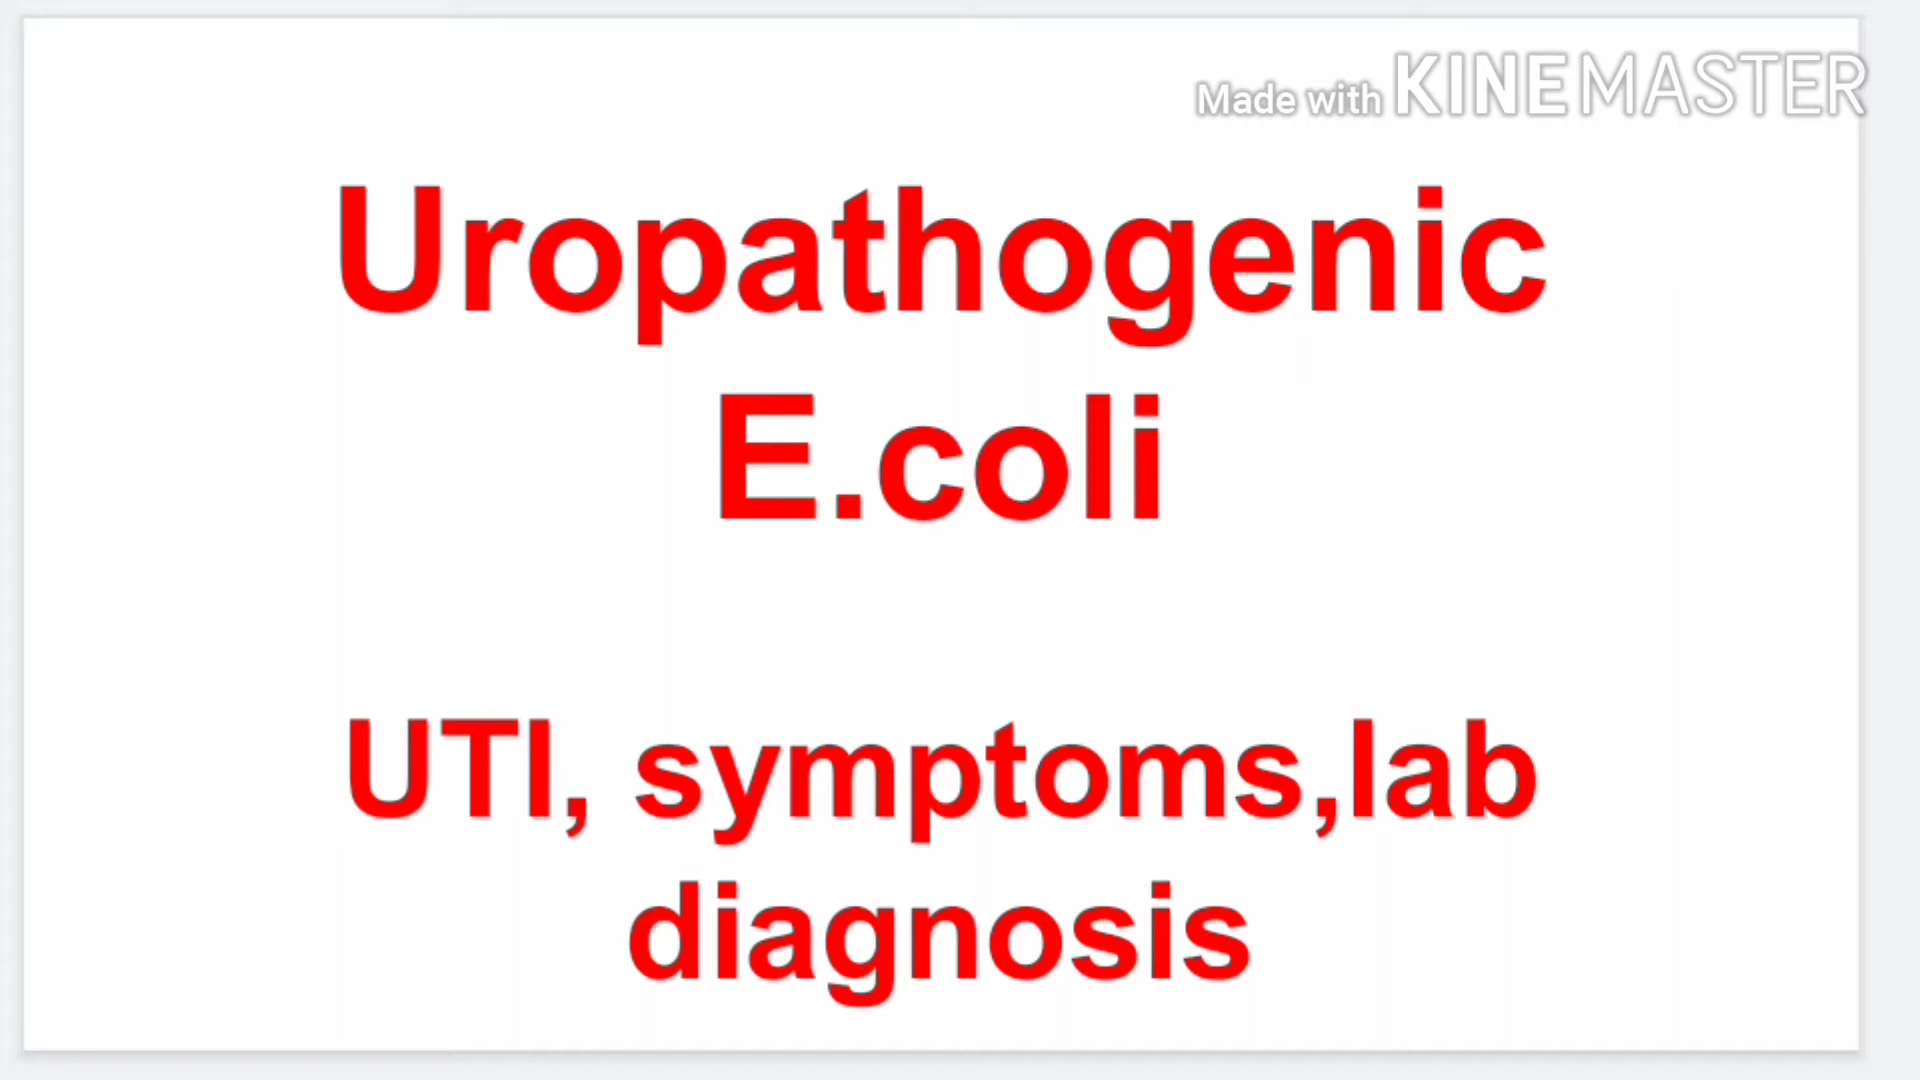 Made with KINEMASTER
Uropathogenic
E.coli
UTI, symptoms,lab
diagnosis